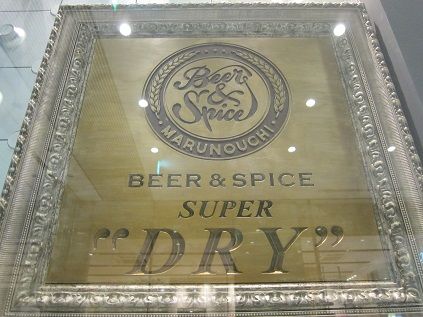 Beer
&
Spice
MARUNOUCHI
BEER & SPICE
SUPER
“DRY”